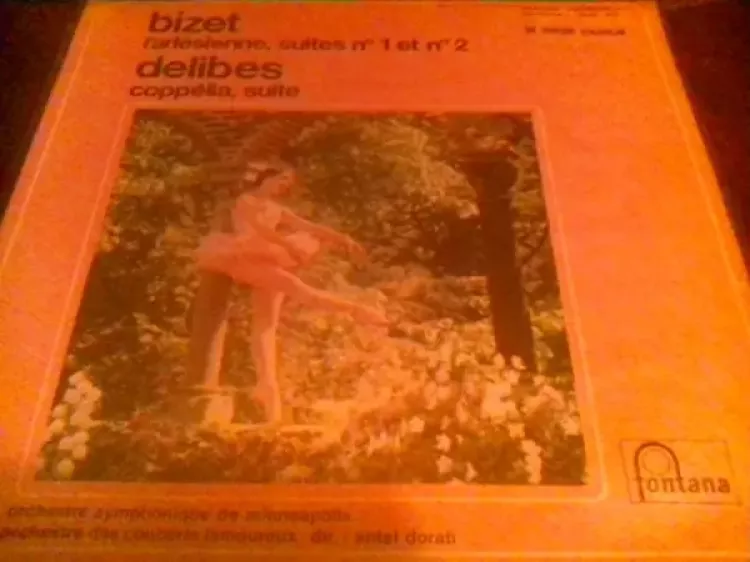 bizet
l'arlésienne, suites n° 1 et n° 2
delibes
coppélia, suite
fontana
orchestre symphonique de minneapolis
orchestre des concerts lamoureux dir. : antal dorati